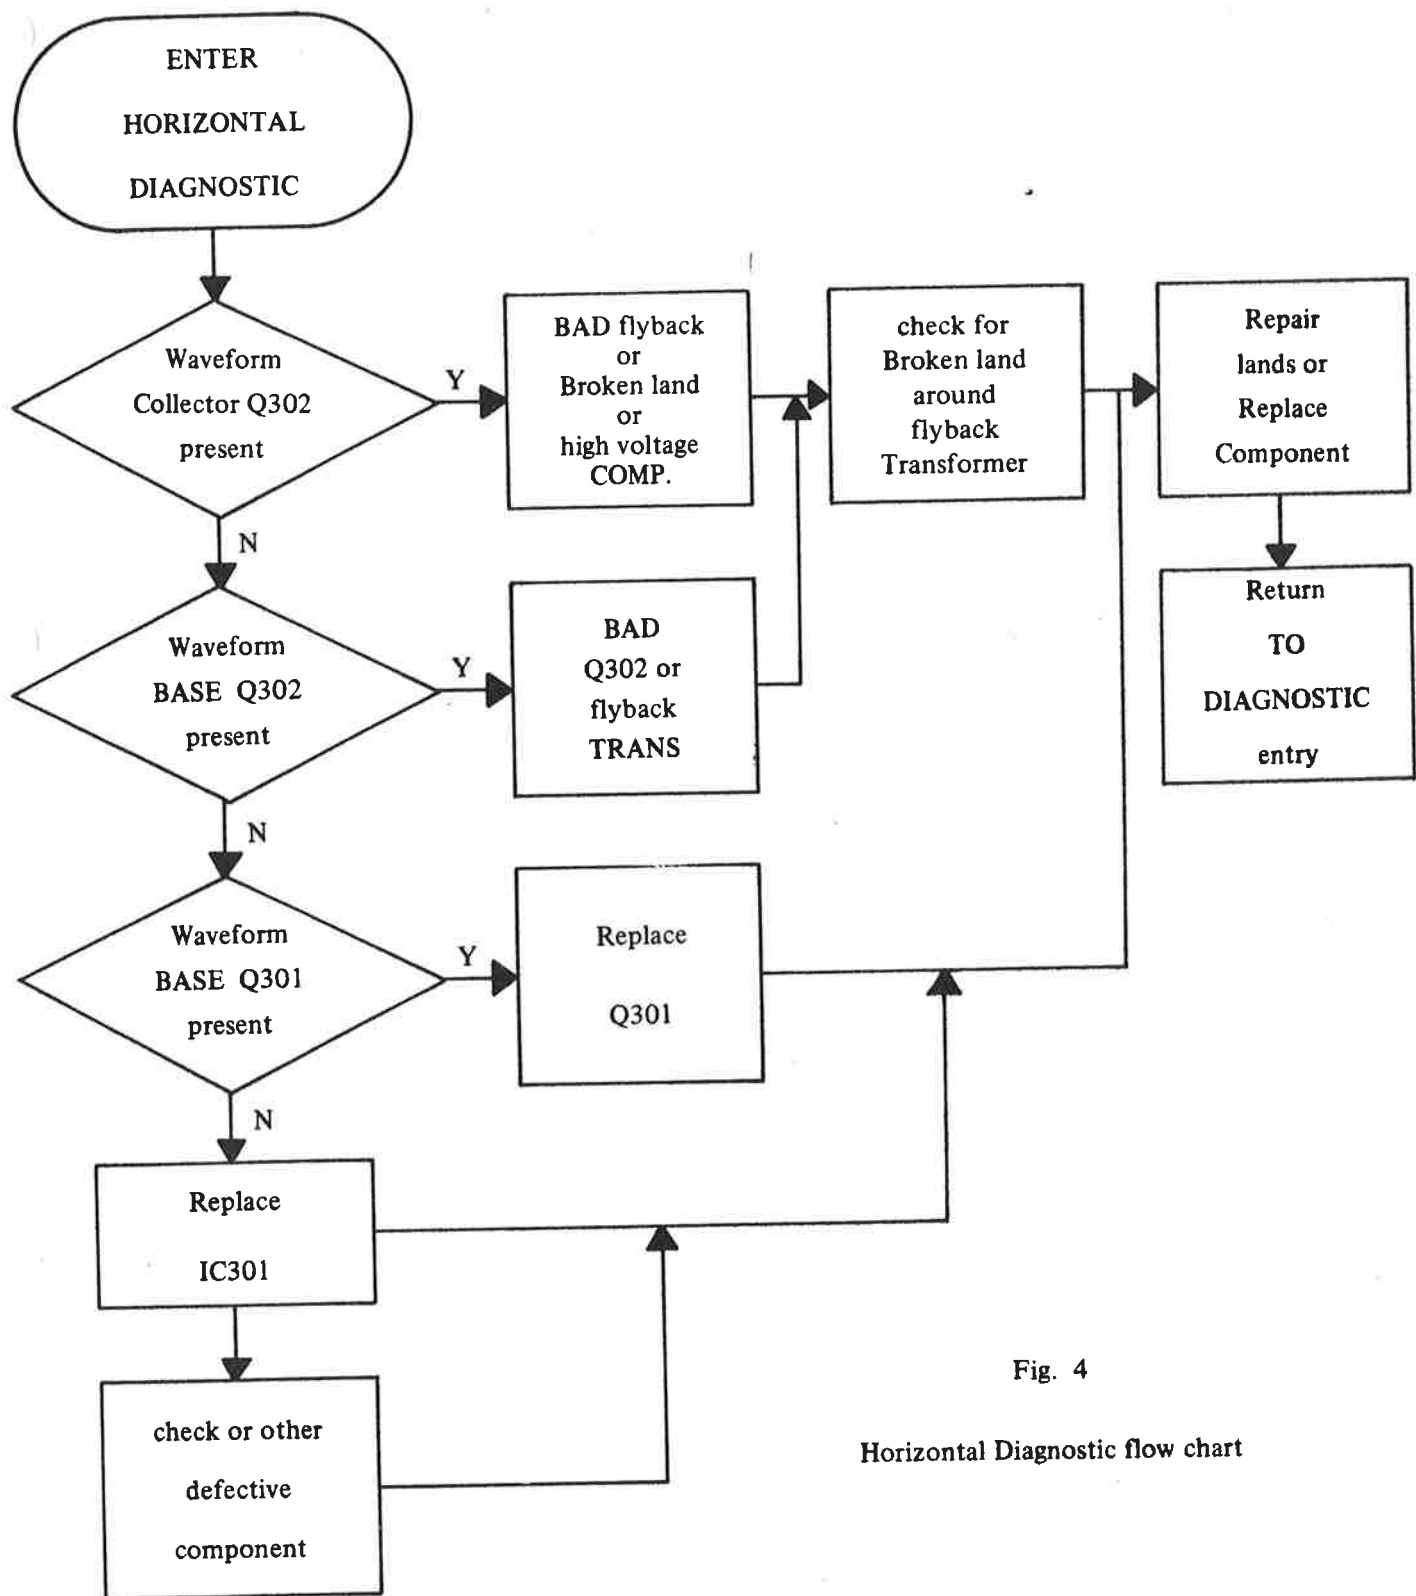 ENTER
HORIZONTAL
DIAGNOSTIC
Waveform
Collector Q302
present
Y
BAD flyback
or
Broken land
or
high voltage
COMP.
check for
Broken land
around
flyback
Transformer
Repair
lands or
Replace
Component
N
Return
TO
DIAGNOSTIC
entry
Waveform
BASE Q302
present
Y
BAD
Q302 or
flyback
TRANS
N
Waveform
BASE Q301
present
Y
Replace
Q301
N
Replace
IC301
check or other
defective
component
Fig. 4
Horizontal Diagnostic flow chart